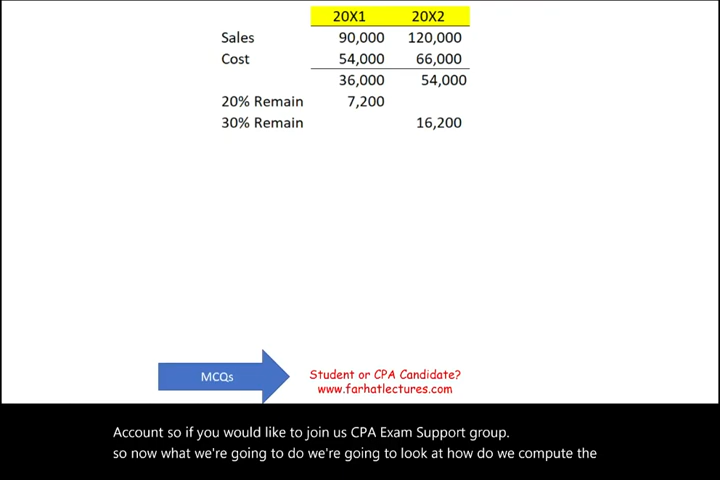 20X1 20X2
Sales 90,000 120,000
Cost 54,000 66,000
36,000 54,000
20% Remain 7,200
30% Remain 16,200
MCQs
Student or CPA Candidate?
www.farhatlectures.com
Account so if you would like to join us CPA Exam Support group.
so now what we're going to do we're going to look at how do we compute the